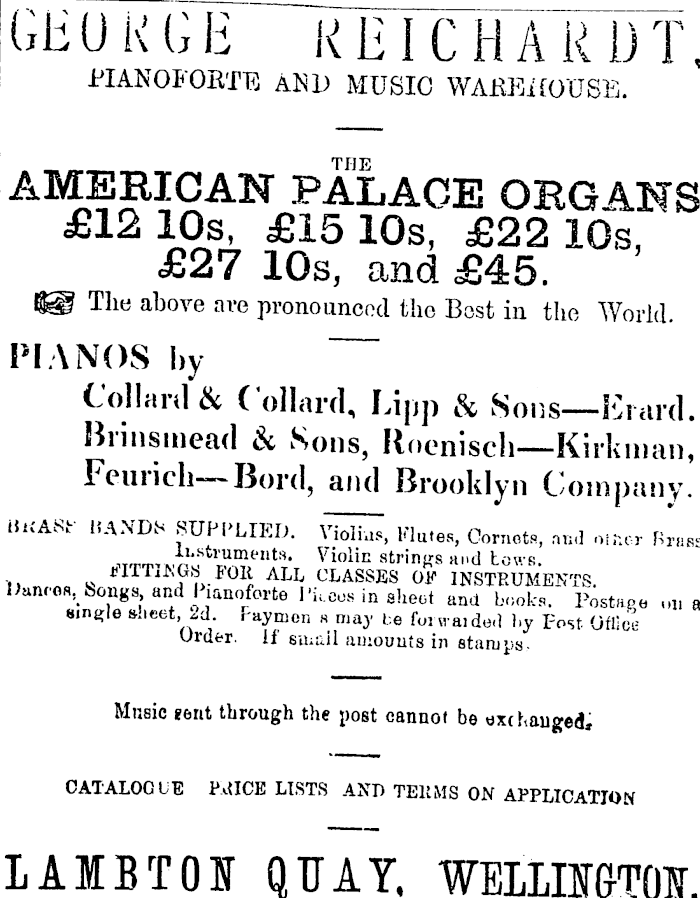 GEORGE REICHARDT,
PIANOFORTE AND MUSIC WAREHOUSE.
THE
AMERICAN PALACE ORGANS
£12 10s, £15 10s, £22 10s,
£27 10s, and £45.
The above are pronounced the Best in the World.
PIANOS by
Collard & Collard, Lipp & Sons—Erard.
Brinsmead & Sons, Roenisch—Kirkman,
Feurich—Bord, and Brooklyn Company.
BRASS BANDS SUPPLIED. Violins, Flutes, Cornets, and other Brass
Instruments. Violin strings and bows.
FITTINGS FOR ALL CLASSES OF INSTRUMENTS.
Dances, Songs, and Pianoforte Pieces in sheet and books. Postage on a
single sheet, 2d. Paymen s may be forwarded by Post Office
Order. If small amounts in stamps.
Music sent through the post cannot be exchanged.
CATALOGUE PRICE LISTS AND TERMS ON APPLICATION
LAMBTON QUAY, WELLINGTON.